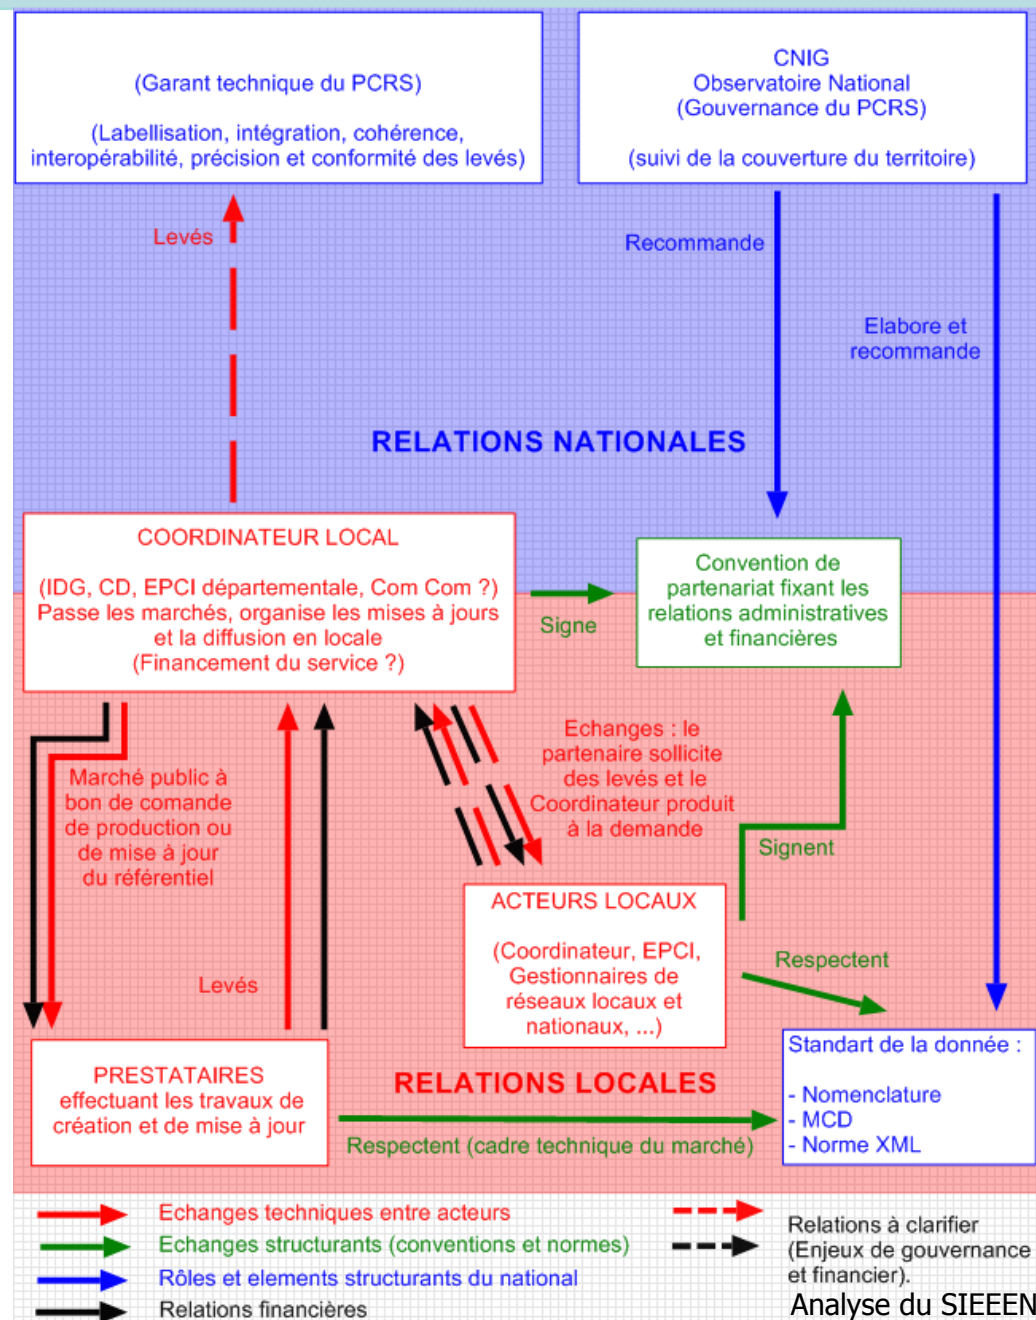 (Garant technique du PCRS)
(Labellisation, intégration, cohérence,
interopérabilité, précision et conformité des levés)
CNIG
Observatoire National
(Gouvernance du PCRS)
(suivi de la couverture du territoire)
Levés
Recommande
Elabore et
recommande
RELATIONS NATIONALES
COORDINATEUR LOCAL
(IDG, CD, EPCI départementale, Com Com ?)
Passe les marchés, organise les mises à jours
et la diffusion en locale
(Financement du service ?)
Signe
Convention de
partenariat fixant les
relations administratives
et financières
Marché public à
bon de comande
de production ou
de mise à jour
du référentiel
Echanges : le
partenaire sollicite
des levés et le
Coordinateur produit
à la demande
Signent
Levés
ACTEURS LOCAUX
(Coordinateur, EPCI,
Gestionnaires de
réseaux locaux et
nationaux, ...)
Respectent
PRESTATAIRES
effectuant les travaux de
création et de mise à jour
RELATIONS LOCALES
Respectent (cadre technique du marché)
Standart de la donnée :
- Nomenclature
- MCD
- Norme XML
Echanges techniques entre acteurs
Echanges structurants (conventions et normes)
Rôles et elements structurants du national
Relations financières
Relations à clarifier
(Enjeux de gouvernance
et financier).
Analyse du SIEEEN